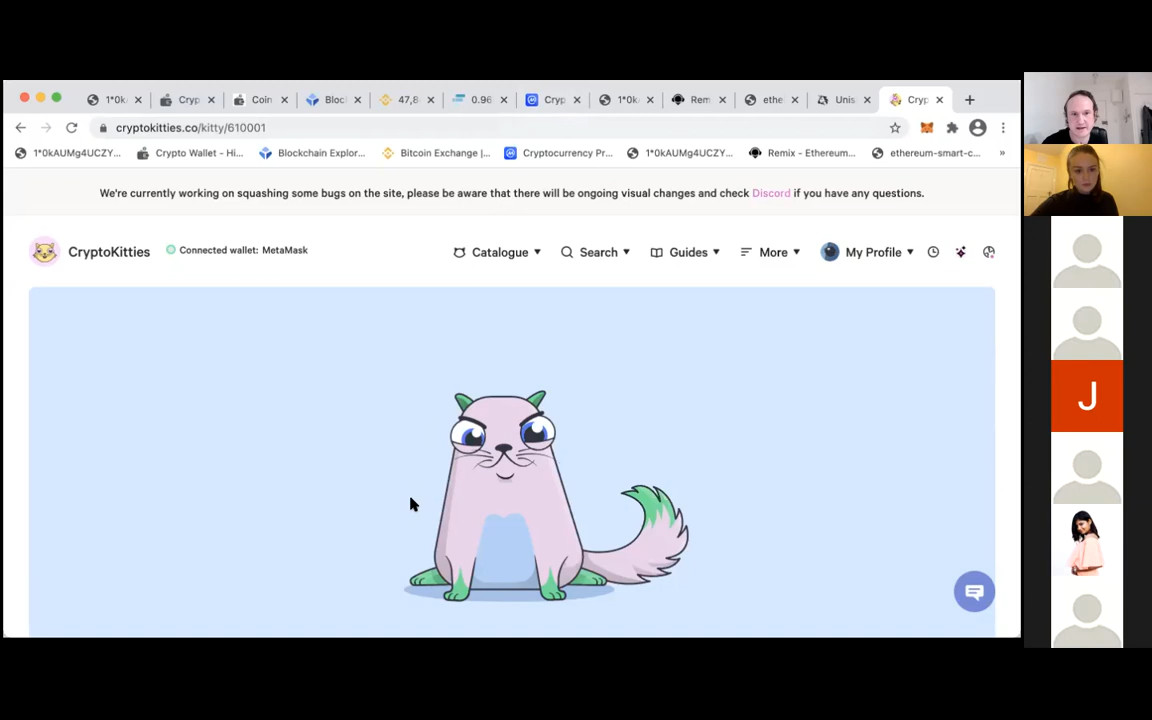 1*0k Cryp Coin Bloc 47,8 0.96 Cryp 1*0k Rem ethe Unis Cryp
cryptokitties.co/kitty/610001
1*0kAUMg4UCZY... Crypto Wallet - Hi... Blockchain Explor... Bitcoin Exchange |... Cryptocurrency Pr... 1*0kAUMg4UCZY... Remix - Ethereum... ethereum-smart-c... »
We're currently working on squashing some bugs on the site, please be aware that there will be ongoing visual changes and check Discord if you have any questions.
CryptoKitties Connected wallet: MetaMask Catalogue Search Guides More My Profile
J